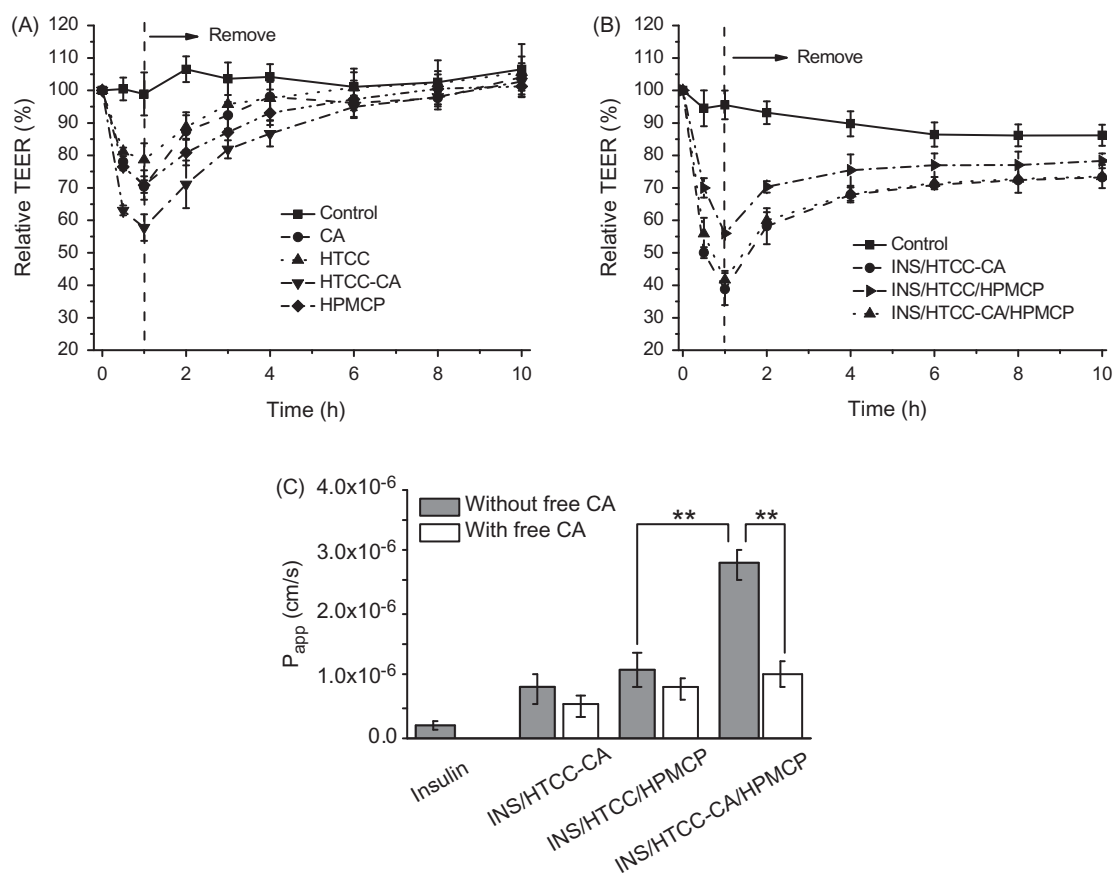 (A)
120
110
100
90
80
70
60
50
40
30
20
Relative TEER (%)
Remove
Control
CA
HTCC
HTCC-CA
HPMCP
0 2 4 6 8 10
Time (h)
(B)
120
110
100
90
80
70
60
50
40
30
20
Relative TEER (%)
Remove
Control
INS/HTCC-CA
INS/HTCC/HPMCP
INS/HTCC-CA/HPMCP
0 2 4 6 8 10
Time (h)
(C)
4.0x10⁻⁶
3.0x10⁻⁶
2.0x10⁻⁶
1.0x10⁻⁶
0.0
Papp (cm/s)
Without free CA
With free CA
** **
Insulin
INS/HTCC-CA
INS/HTCC/HPMCP
INS/HTCC-CA/HPMCP